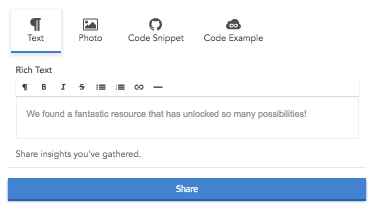 Text Photo Code Snippet Code Example
Rich Text
¶ B I S
We found a fantastic resource that has unlocked so many possibilities!
Share insights you've gathered.
Share